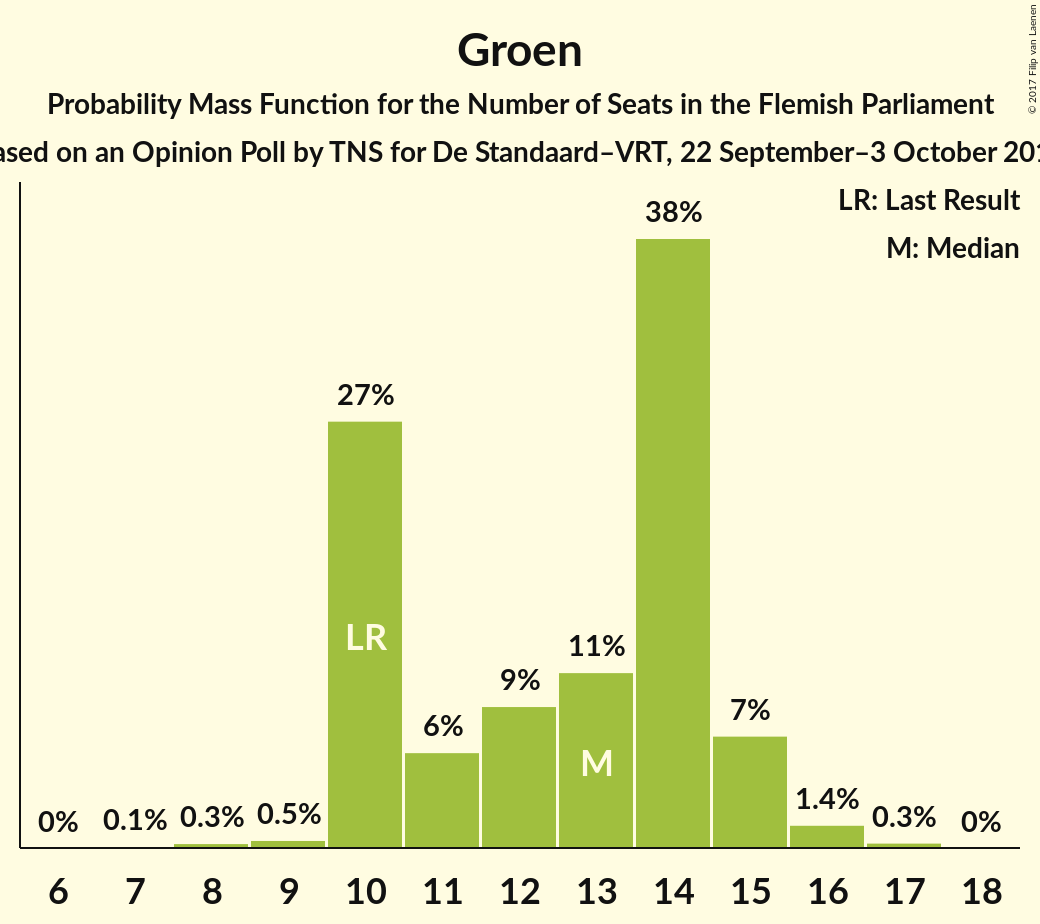 Groen
Probability Mass Function for the Number of Seats in the Flemish Parliament
on an Opinion Poll by TNS for De Standaard–VRT, 22 September–3 October
LR: Last Result
M: Median
38%
27%
LR
11%
9%
7%
6%
M
1.4%
0.5%
0.3%
0.3%
0.1%
0%
0%
6 7 8 9 10 11 12 13 14 15 16 17 18
© 2017 Filip van Laenen